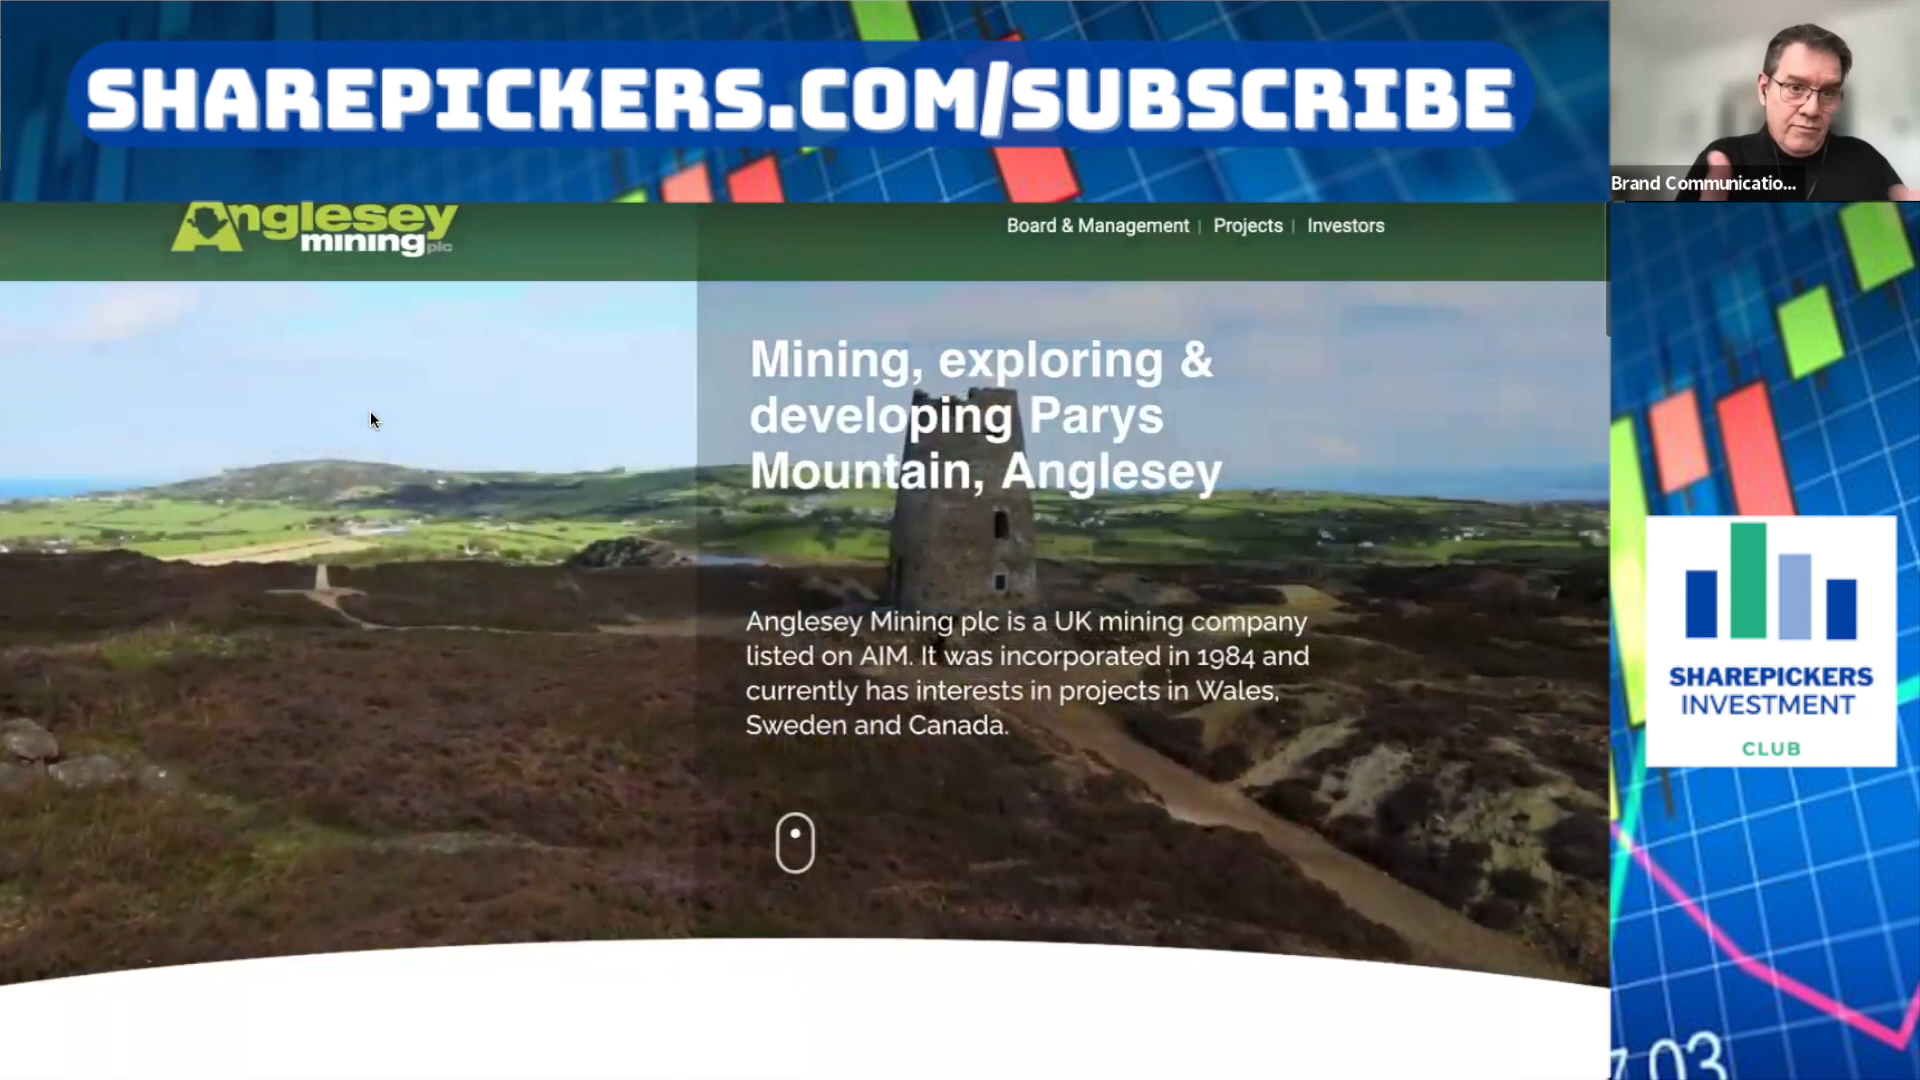 SHAREPICKERS.COM/SUBSCRIBE
Brand Communicatio...
Anglesey
mining plc
Board & Management | Projects | Investors
Mining, exploring &
developing Parys
Mountain, Anglesey
Anglesey Mining plc is a UK mining company
listed on AIM. It was incorporated in 1984 and
currently has interests in projects in Wales,
Sweden and Canada.
SHAREPICKERS
INVESTMENT
CLUB
7.03